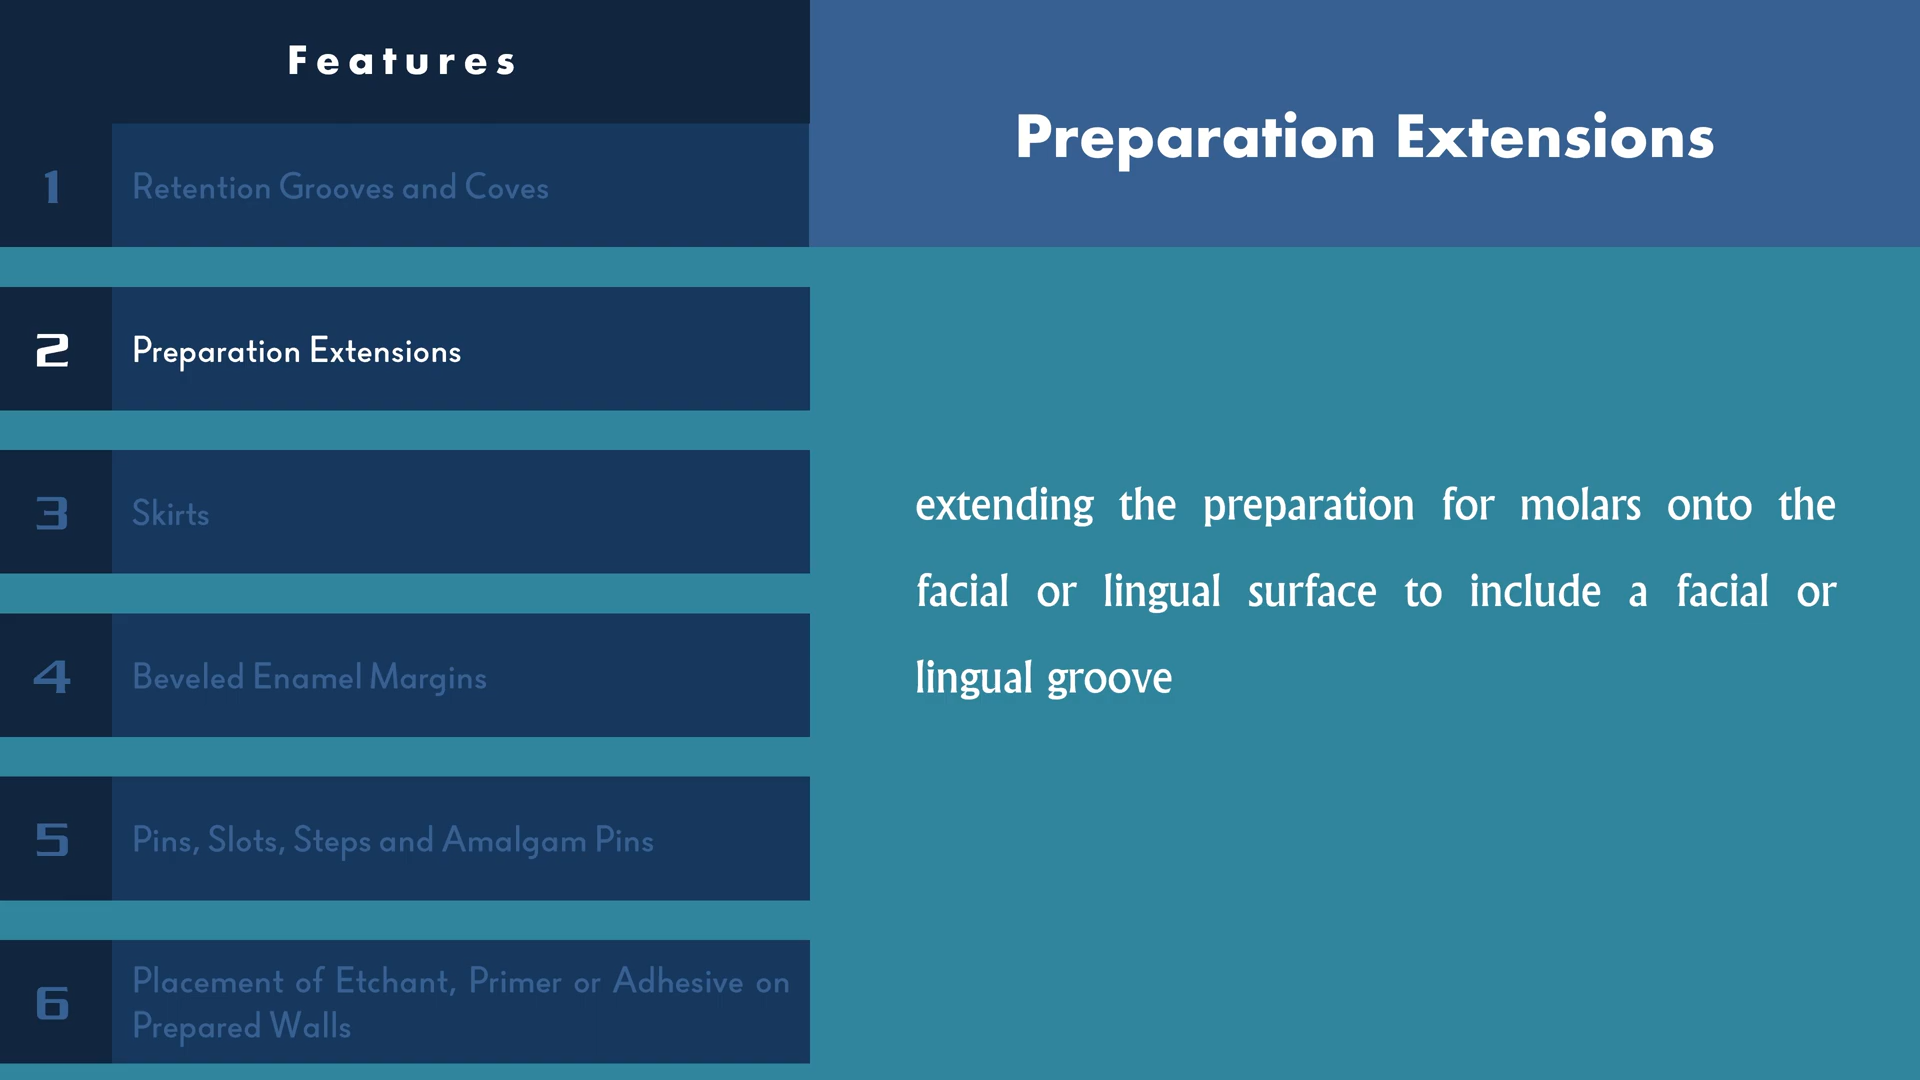 Features
1 Retention Grooves and Coves
2 Preparation Extensions
3 Skirts
4 Beveled Enamel Margins
5 Pins, Slots, Steps and Amalgam Pins
6 Placement of Etchant, Primer or Adhesive on
Prepared Walls
Preparation Extensions
extending the preparation for molars onto the
facial or lingual surface to include a facial or
lingual groove